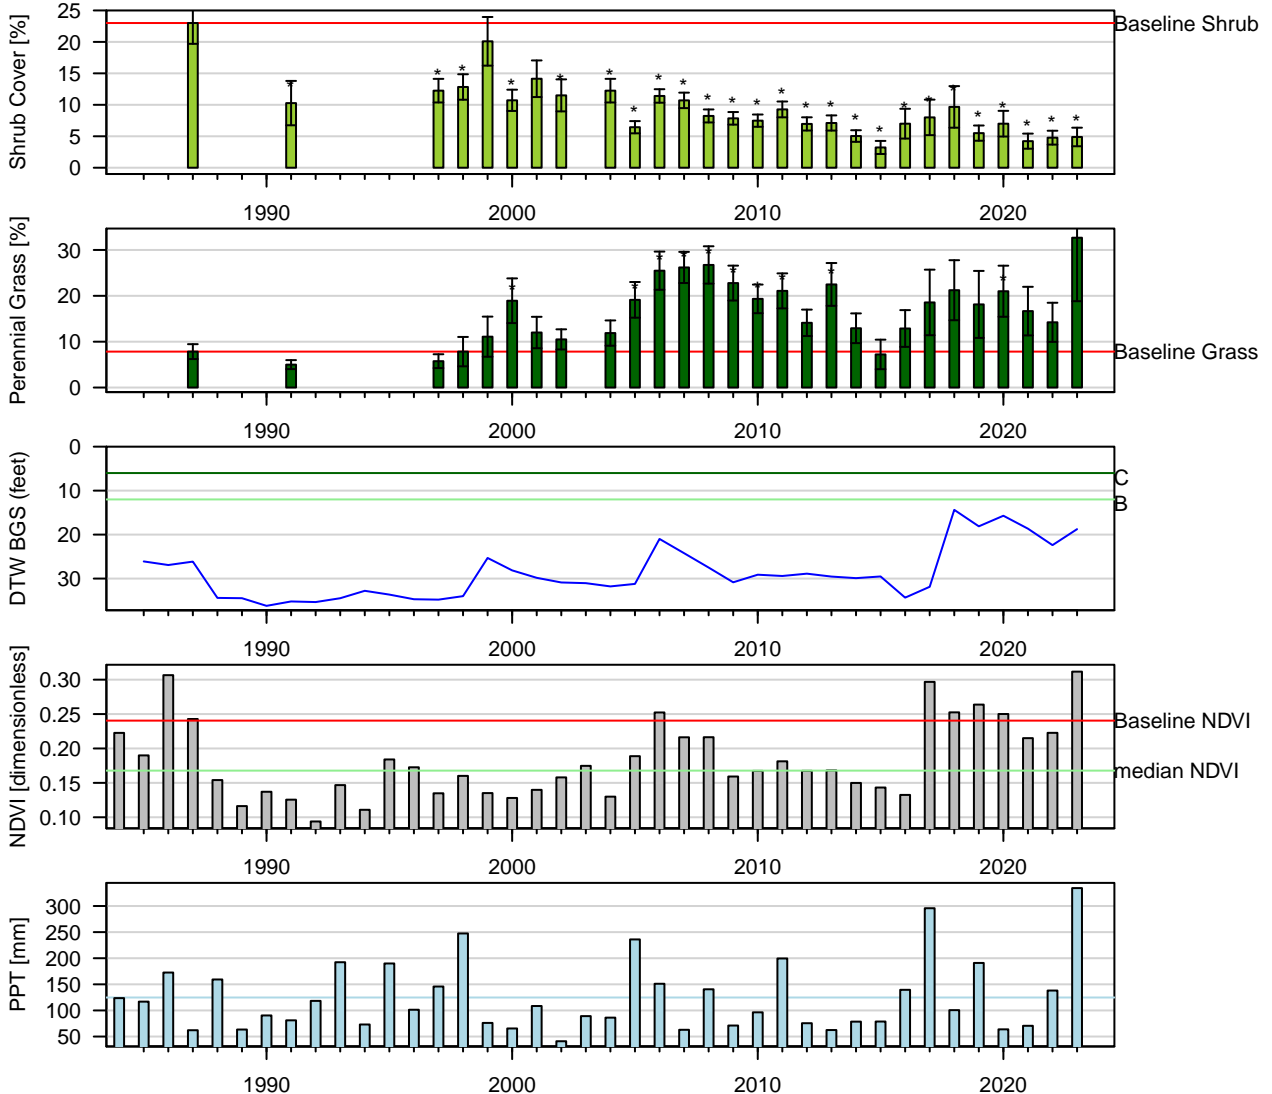 Shrub Cover [%]
25
20
15
10
5
0
Baseline Shrub
* * * * * * * * * * * * * * * * * * * * * * *
1990 2000 2010 2020
Perennial Grass [%]
30
20
10
0
Baseline Grass
* * * * * * * * * *
1990 2000 2010 2020
DTW BGS (feet)
0
10
20
30
C
B
1990 2000 2010 2020
NDVI [dimensionless]
0.30
0.25
0.20
0.15
0.10
Baseline NDVI
median NDVI
1990 2000 2010 2020
PPT [mm]
300
250
200
150
100
50
1990 2000 2010 2020